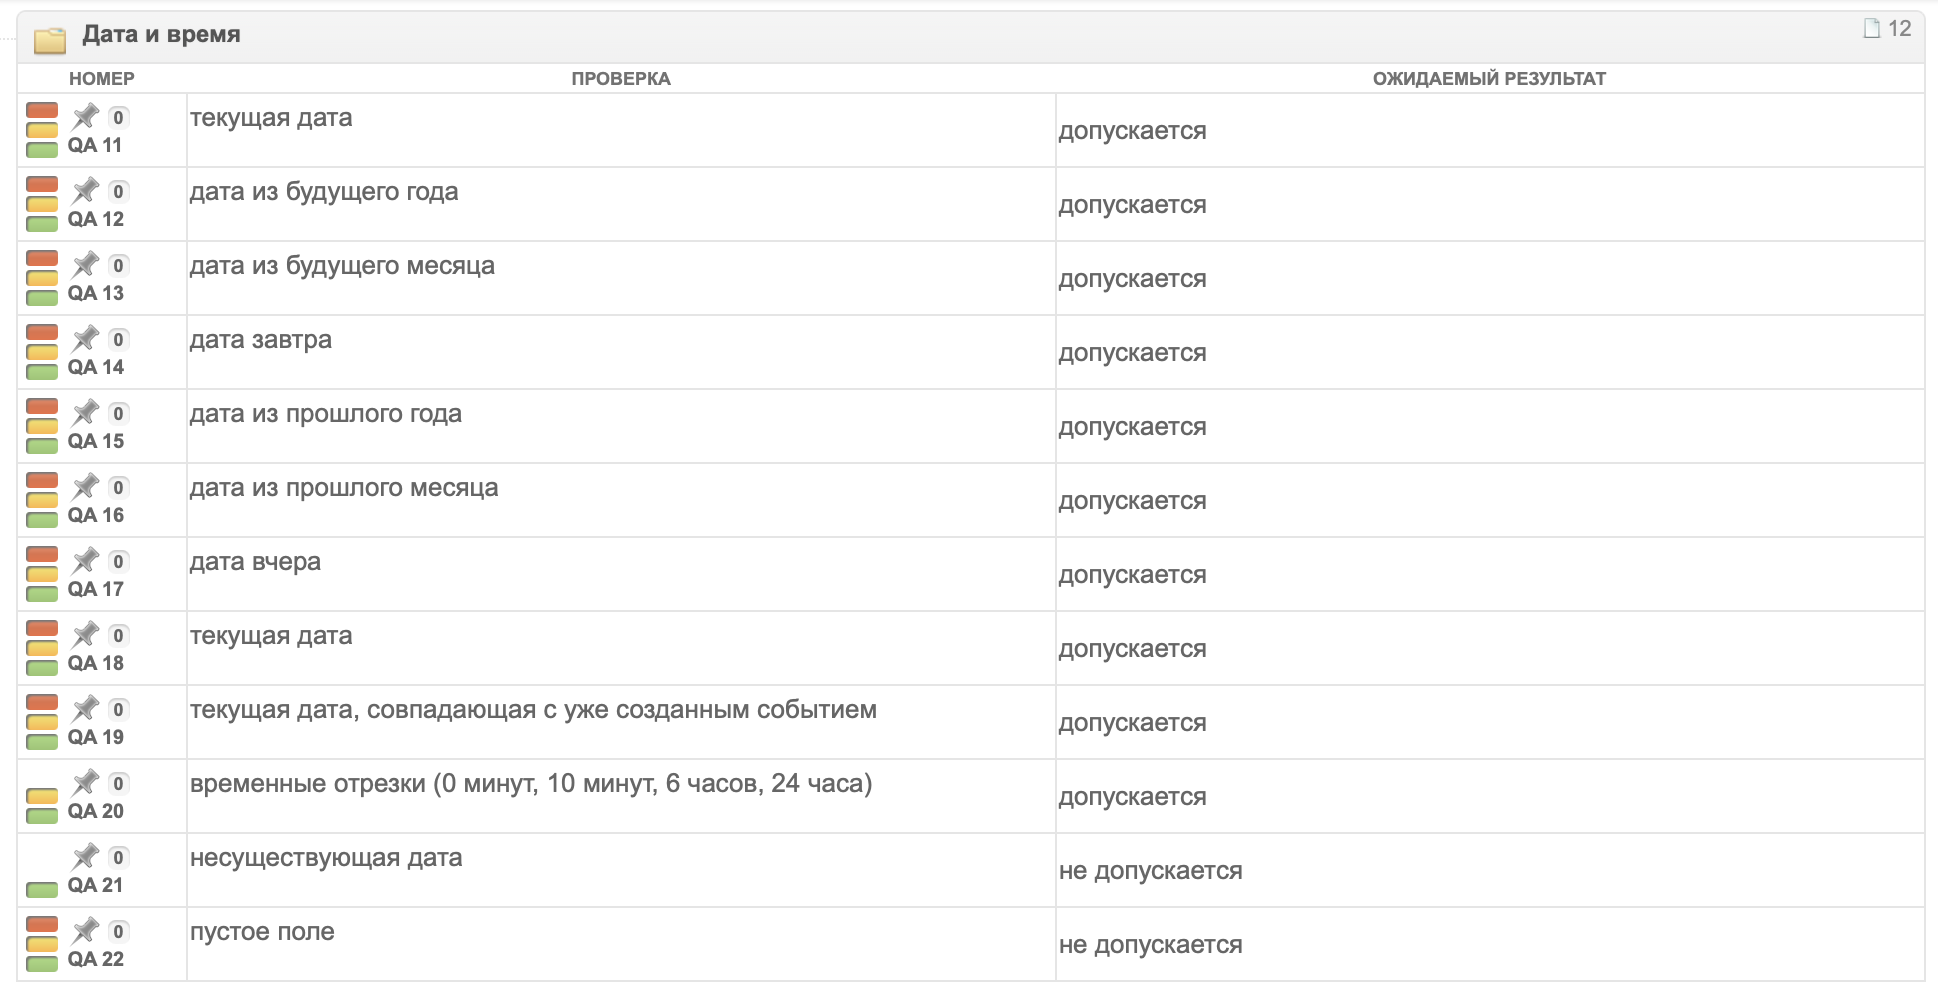 Дата и время
12
НОМЕР ПРОВЕРКА ОЖИДАЕМЫЙ РЕЗУЛЬТАТ
0
QA 11
текущая дата
допускается
0
QA 12
дата из будущего года
допускается
0
QA 13
дата из будущего месяца
допускается
0
QA 14
дата завтра
допускается
0
QA 15
дата из прошлого года
допускается
0
QA 16
дата из прошлого месяца
допускается
0
QA 17
дата вчера
допускается
0
QA 18
текущая дата
допускается
0
QA 19
текущая дата, совпадающая с уже созданным событием
допускается
0
QA 20
временные отрезки (0 минут, 10 минут, 6 часов, 24 часа)
допускается
0
QA 21
несуществующая дата
не допускается
0
QA 22
пустое поле
не допускается